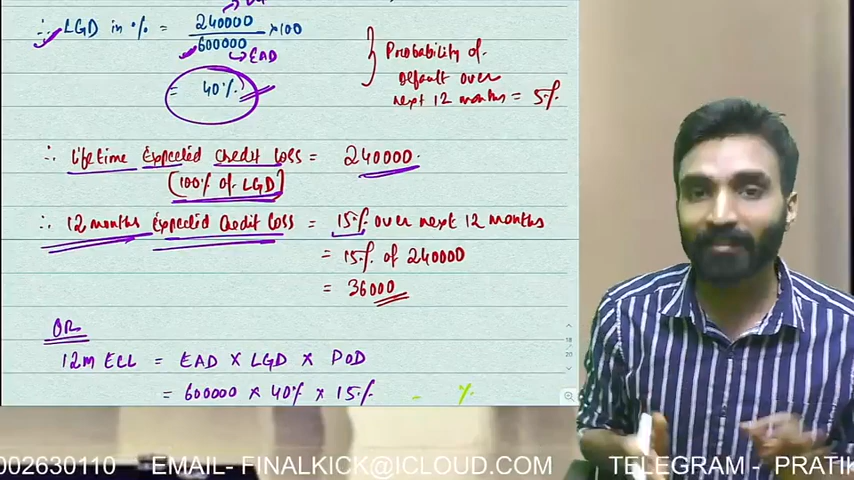 ∴ LGD in % = 240000 / 600000 × 100
→ EAD
= 40%
Probability of
Default over
next 12 months = 5%
∴ Lifetime Expected Credit Loss = 240000.
(100% of LGD)
∴ 12 months Expected Credit Loss = 15% over next 12 months
= 15% of 240000
= 36000
OR
12m ECL = EAD × LGD × POD
= 600000 × 40% × 15%
- %
18
20
002630110 EMAIL- FINALKICK@ICLOUD.COM TELEGRAM - PRATIK